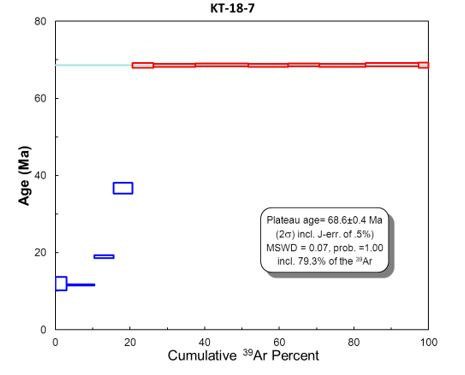 KT-18-7
80
60
Age (Ma)
40
20
0
Plateau age= 68.6±0.4 Ma
(2σ) incl. J-err. of .5%)
MSWD = 0.07, prob. =1.00
incl. 79,3% of the ³⁹Ar
0 20 40 60 80 100
Cumulative ³⁹Ar Percent